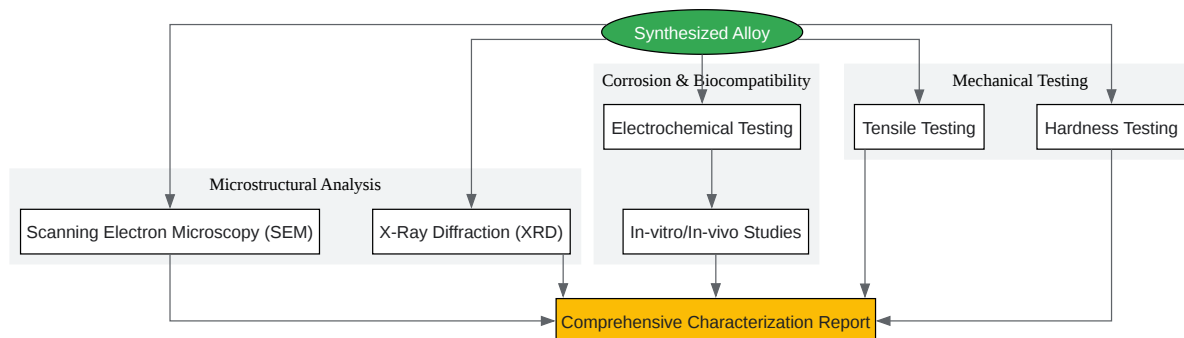 Synthesized Alloy
Corrosion & Biocompatibility
Mechanical Testing
Electrochemical Testing
Tensile Testing
Hardness Testing
Microstructural Analysis
Scanning Electron Microscopy (SEM)
X-Ray Diffraction (XRD)
In-vitro/In-vivo Studies
Comprehensive Characterization Report